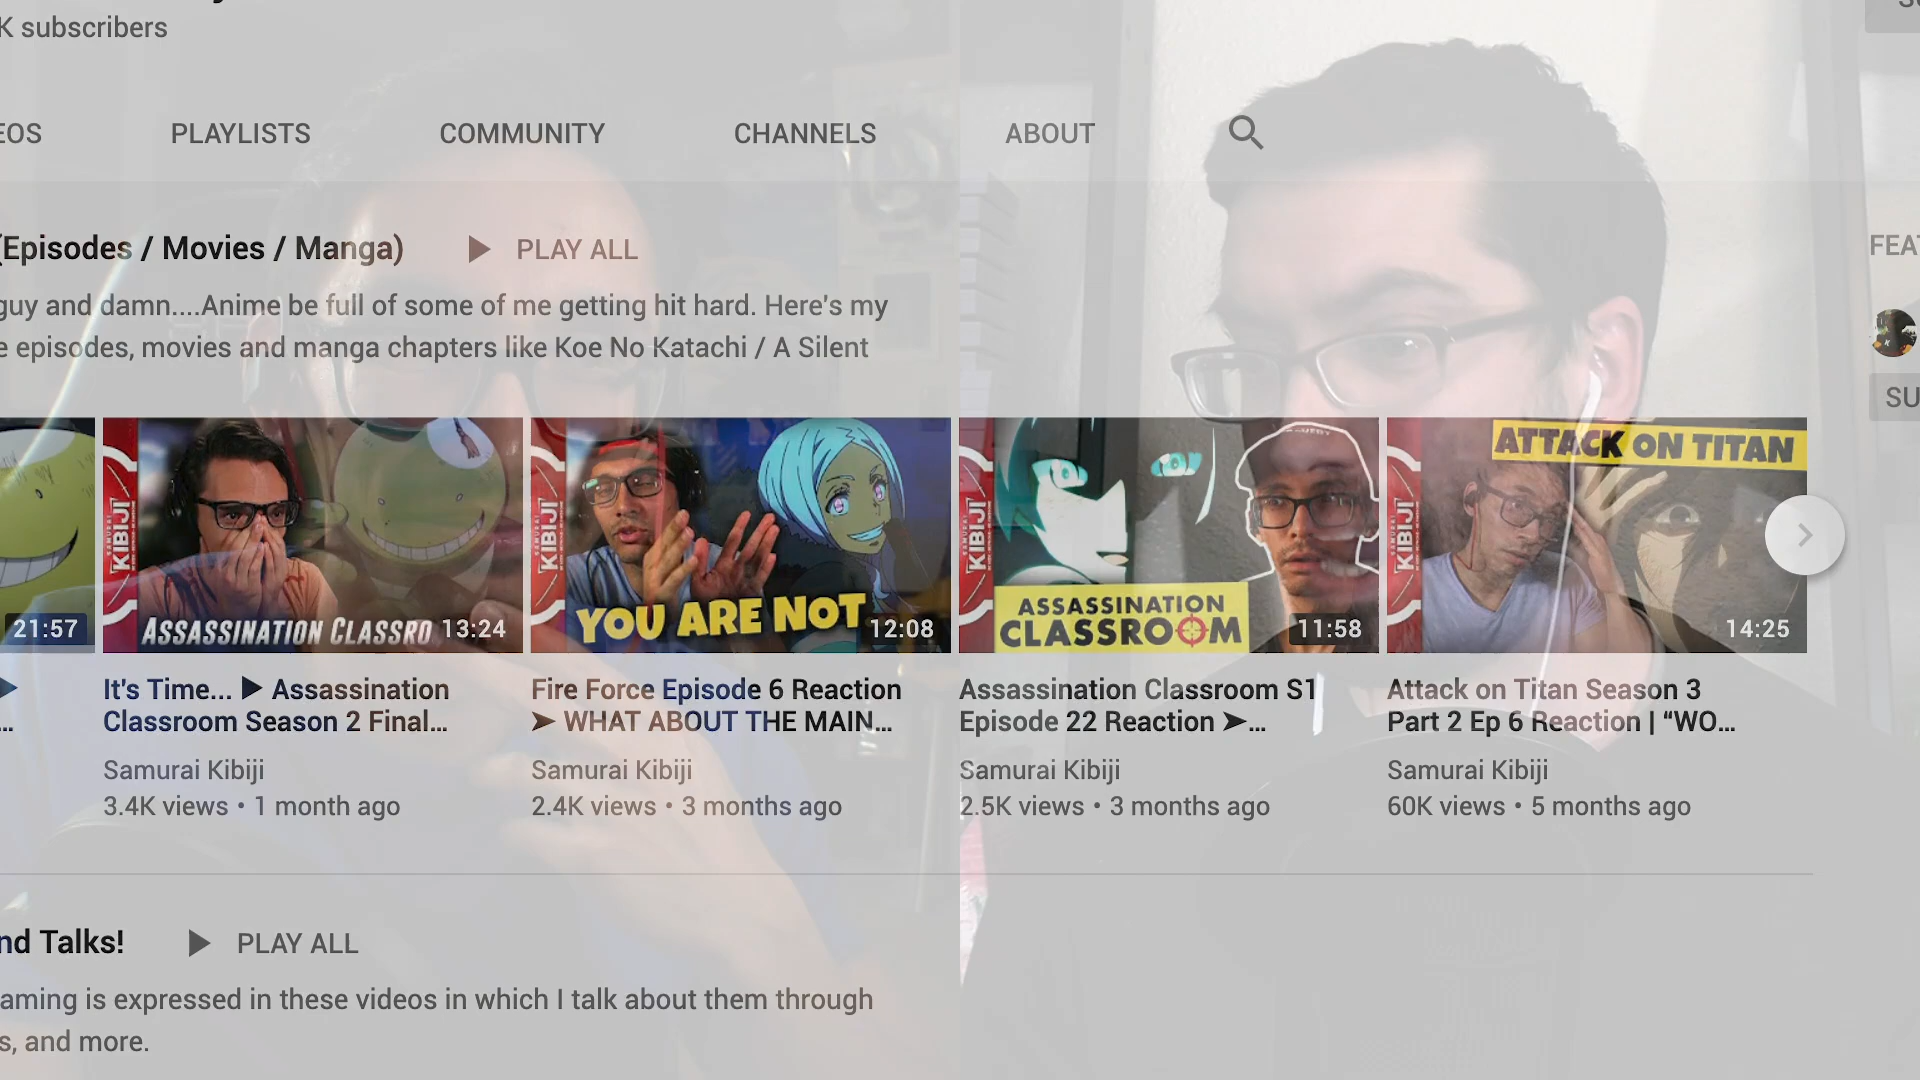 K subscribers
EOS PLAYLISTS COMMUNITY CHANNELS ABOUT
(Episodes / Movies / Manga) PLAY ALL
FEA
guy and damn....Anime be full of some of me getting hit hard. Here's my
e episodes, movies and manga chapters like Koe No Katachi / A Silent
SU
21:57
KIBIJI
ASSASSINATION CLASSRO 13:24
KIBIJI
YOU ARE NOT 12:08
KIBIJI
ASSASSINATION
CLASSROOM 11:58
KIBIJI
ATTACK ON TITAN
14:25
It's Time... ▶ Assassination
Classroom Season 2 Final...
Samurai Kibiji
3.4K views • 1 month ago
Fire Force Episode 6 Reaction
➤ WHAT ABOUT THE MAIN...
Samurai Kibiji
2.4K views • 3 months ago
Assassination Classroom S1
Episode 22 Reaction ➤...
Samurai Kibiji
2.5K views • 3 months ago
Attack on Titan Season 3
Part 2 Ep 6 Reaction | “WO...
Samurai Kibiji
60K views • 5 months ago
nd Talks! PLAY ALL
aming is expressed in these videos in which I talk about them through
s, and more.